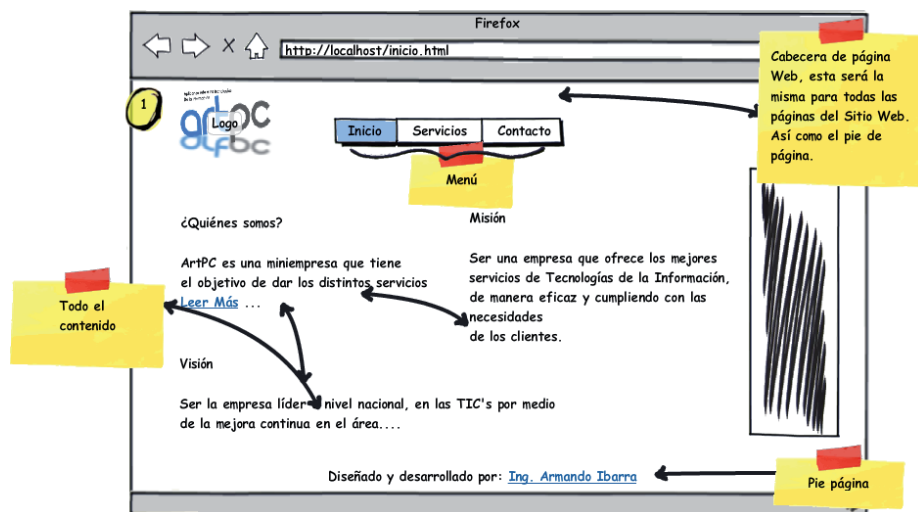 Firefox
http://localhost/inicio.html
Cabecera de página
Web, esta será la
misma para todas las
páginas del Sitio Web.
Así como el pie de
página.
1
artPC
Logo
Inicio Servicios Contacto
Menú
¿Quiénes somos?
ArtPC es una miniempresa que tiene
el objetivo de dar los distintos servicios
Leer Más ...
Misión
Ser una empresa que ofrece los mejores
servicios de Tecnologías de la Información,
de manera eficaz y cumpliendo con las
necesidades
de los clientes.
Todo el
contenido
Visión
Ser la empresa líder nivel nacional, en las TIC's por medio
de la mejora continua en el área....
Diseñado y desarrollado por: Ing. Armando Ibarra
Pie página